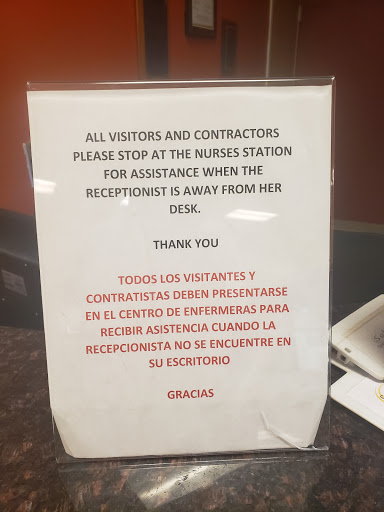 ALL VISITORS AND CONTRACTORS
PLEASE STOP AT THE NURSES STATION
FOR ASSISTANCE WHEN THE
RECEPTIONIST IS AWAY FROM HER
DESK.
THANK YOU
TODOS LOS VISITANTES Y
CONTRATISTAS DEBEN PRESENTARSE
EN EL CENTRO DE ENFERMERAS PARA
RECIBIR ASISTENCIA CUANDO LA
RECEPCIONISTA NO SE ENCUENTRE EN
SU ESCRITORIO
GRACIAS